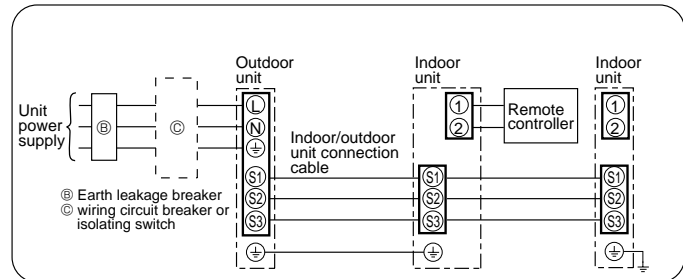 Outdoor
unit
Indoor
unit
Indoor
unit
Unit
power
supply
Ⓑ
Ⓒ
L
N
S1
S2
S3
Indoor/outdoor
unit connection
cable
1
2
S1
S2
S3
Remote
controller
1
2
S1
S2
S3
Ⓑ Earth leakage breaker
Ⓒ wiring circuit breaker or
isolating switch